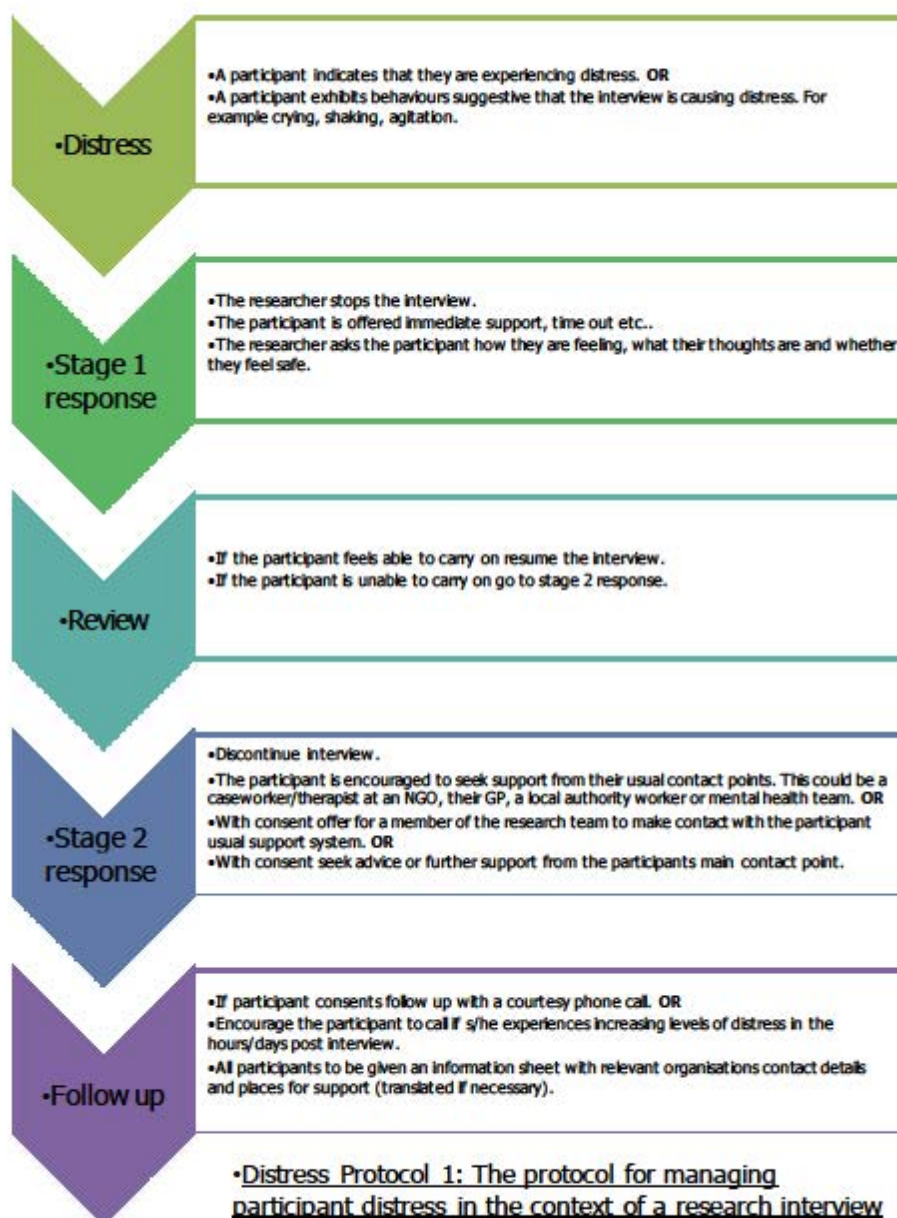 •Distress
•A participant indicates that they are experiencing distress. OR
•A participant exhibits behaviours suggestive that the interview is causing distress. For
example crying, shaking, agitation.
•Stage 1
response
•The researcher stops the interview.
•The participant is offered immediate support, time out etc..
•The researcher asks the participant how they are feeling, what their thoughts are and whether
they feel safe.
•Review
•If the participant feels able to carry on resume the interview.
•If the participant is unable to carry on go to stage 2 response.
•Stage 2
response
•Discontinue interview.
•The participant is encouraged to seek support from their usual contact points. This could be a
caseworker/therapist at an NGO, their GP, a local authority worker or mental health team. OR
•With consent offer for a member of the research team to make contact with the participant
usual support system. OR
•With consent seek advice or further support from the participants main contact point.
•Follow up
•If participant consents follow up with a courtesy phone call. OR
•Encourage the participant to call if s/he experiences increasing levels of distress in the
hours/days post interview.
•All participants to be given an information sheet with relevant organisations contact details
and places for support (translated if necessary).
•Distress Protocol 1: The protocol for managing
participant distress in the context of a research interview